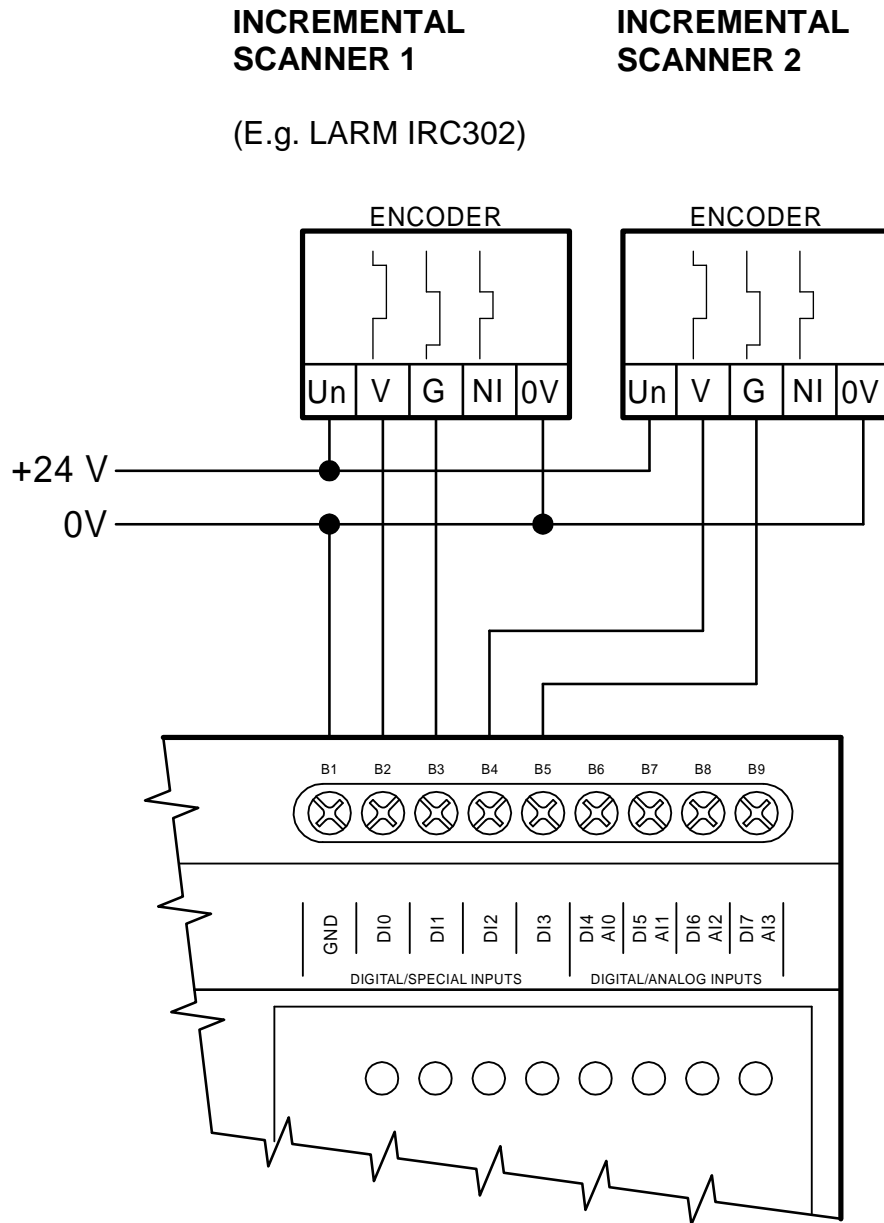 INCREMENTAL
SCANNER 1
INCREMENTAL
SCANNER 2
(E.g. LARM IRC302)
ENCODER
ENCODER
Un V G NI 0V
Un V G NI 0V
+24 V
0V
B1 B2 B3 B4 B5 B6 B7 B8 B9
GND
DI0
DI1
DI2
DI3
DI4
AI0
DI5
AI1
DI6
AI2
DI7
AI3
DIGITAL/SPECIAL INPUTS
DIGITAL/ANALOG INPUTS